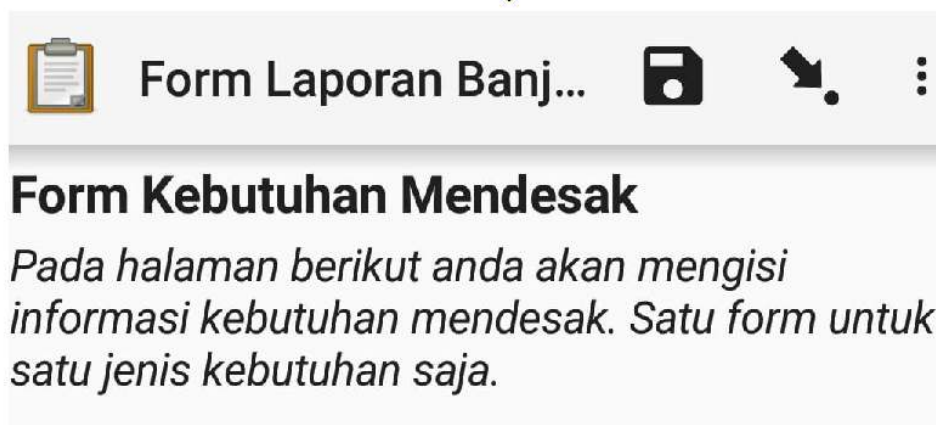 Form Laporan Banj...
Form Kebutuhan Mendesak
Pada halaman berikut anda akan mengisi
informasi kebutuhan mendesak. Satu form untuk
satu jenis kebutuhan saja.